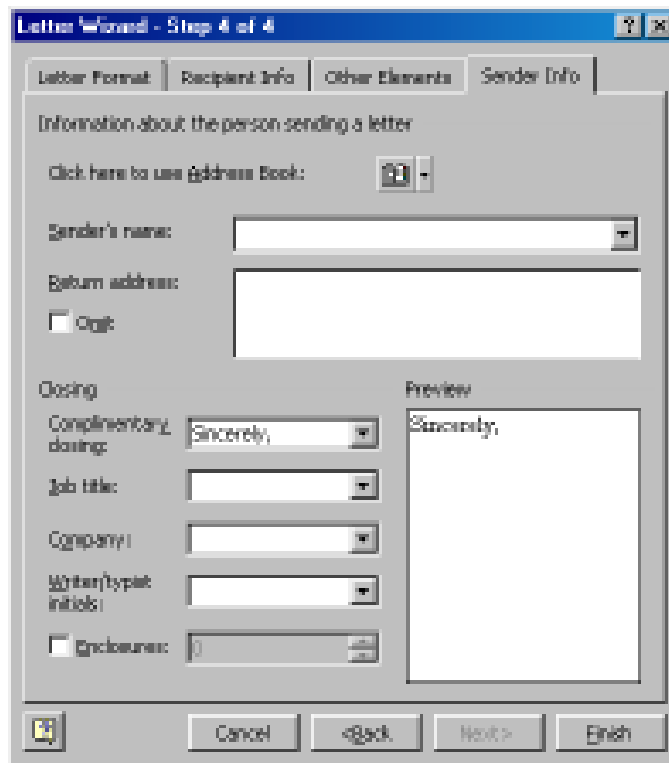 Letter Wizard - Step 4 of 4
Letter Format Recipient Info Other Elements Sender Info
Information about the person sending a letter
Click here to use Address Book:
Sender's name:
Return address:
Omit
Closing
Preview
Complimentary closing:
Sincerely,
Sincerely,
Job title:
Company:
Writer/typist initials:
Enclosures:
0
Cancel <Back Next> Finish